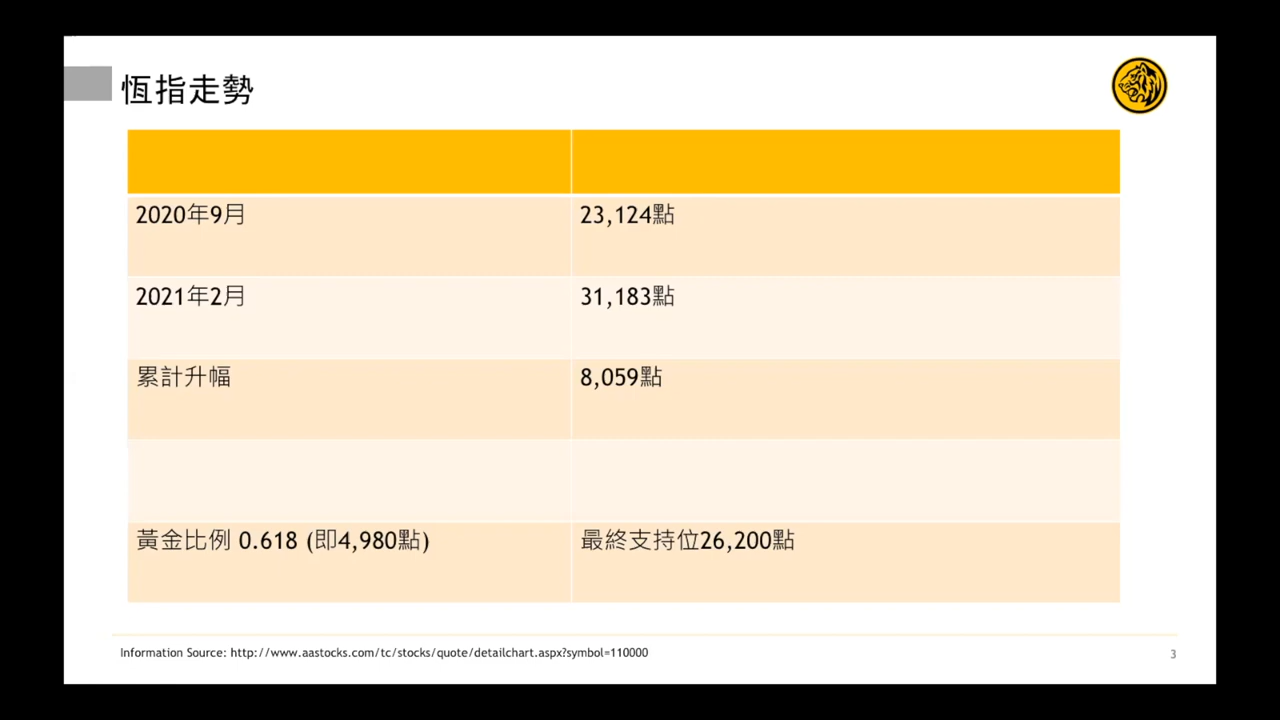 恆指走勢
2020年9月 23,124點
2021年2月 31,183點
累計升幅 8,059點
黃金比例 0.618 (即4,980點) 最終支持位26,200點
Information Source: http://www.aastocks.com/tc/stocks/quote/detailchart.aspx?symbol=110000
3